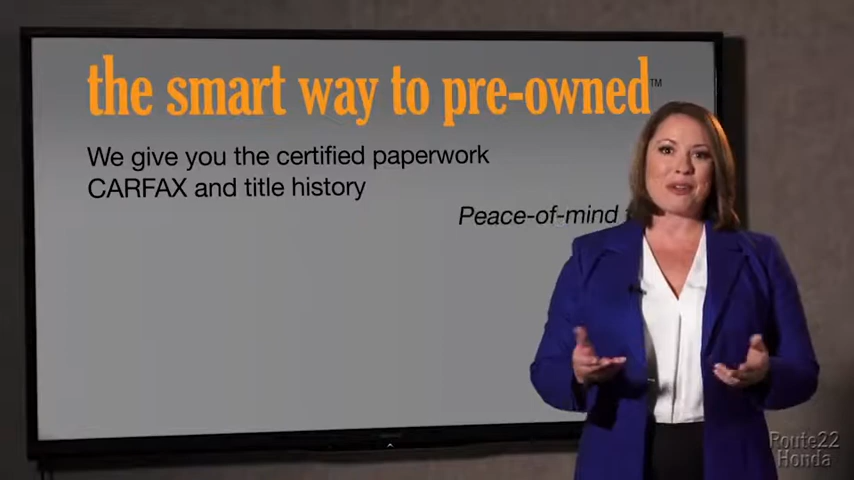 the smart way to pre-owned™
We give you the certified paperwork
CARFAX and title history
Peace-of-mind
Route22
Honda